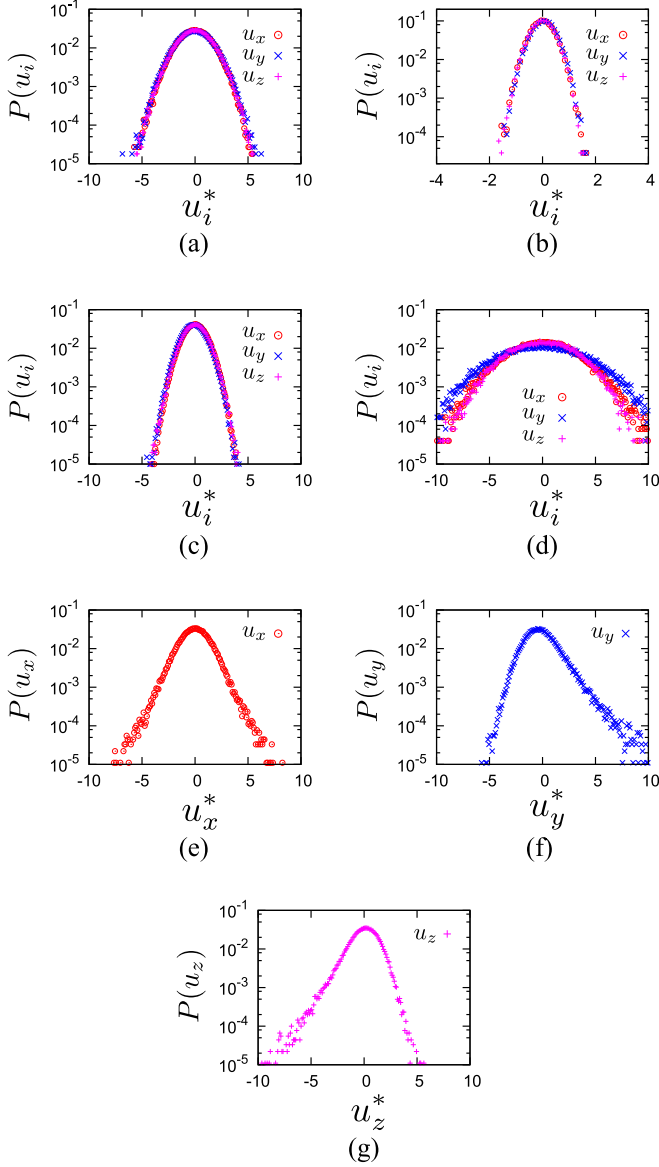 10⁻¹ 10⁻² 10⁻³ 10⁻⁴ 10⁻⁵
P(u_i)
u_x ⊙
u_y ×
u_z +
-10 -5 0 5 10
u_i^*
(a)
10⁻¹ 10⁻² 10⁻³ 10⁻⁴
P(u_i)
u_x ⊙
u_y ×
u_z +
-4 -2 0 2 4
u_i^*
(b)
10⁻¹ 10⁻² 10⁻³ 10⁻⁴ 10⁻⁵
P(u_i)
u_x ⊙
u_y ×
u_z +
-10 -5 0 5 10
u_i^*
(c)
10⁻¹ 10⁻² 10⁻³ 10⁻⁴ 10⁻⁵
P(u_i)
u_x ⊙
u_y ×
u_z +
-10 -5 0 5 10
u_i^*
(d)
10⁻¹ 10⁻² 10⁻³ 10⁻⁴ 10⁻⁵
P(u_x)
u_x ⊙
-10 -5 0 5 10
u_x^*
(e)
10⁻¹ 10⁻² 10⁻³ 10⁻⁴ 10⁻⁵
P(u_y)
u_y ×
-10 -5 0 5 10
u_y^*
(f)
10⁻¹ 10⁻² 10⁻³ 10⁻⁴ 10⁻⁵
P(u_z)
u_z +
-10 -5 0 5 10
u_z^*
(g)